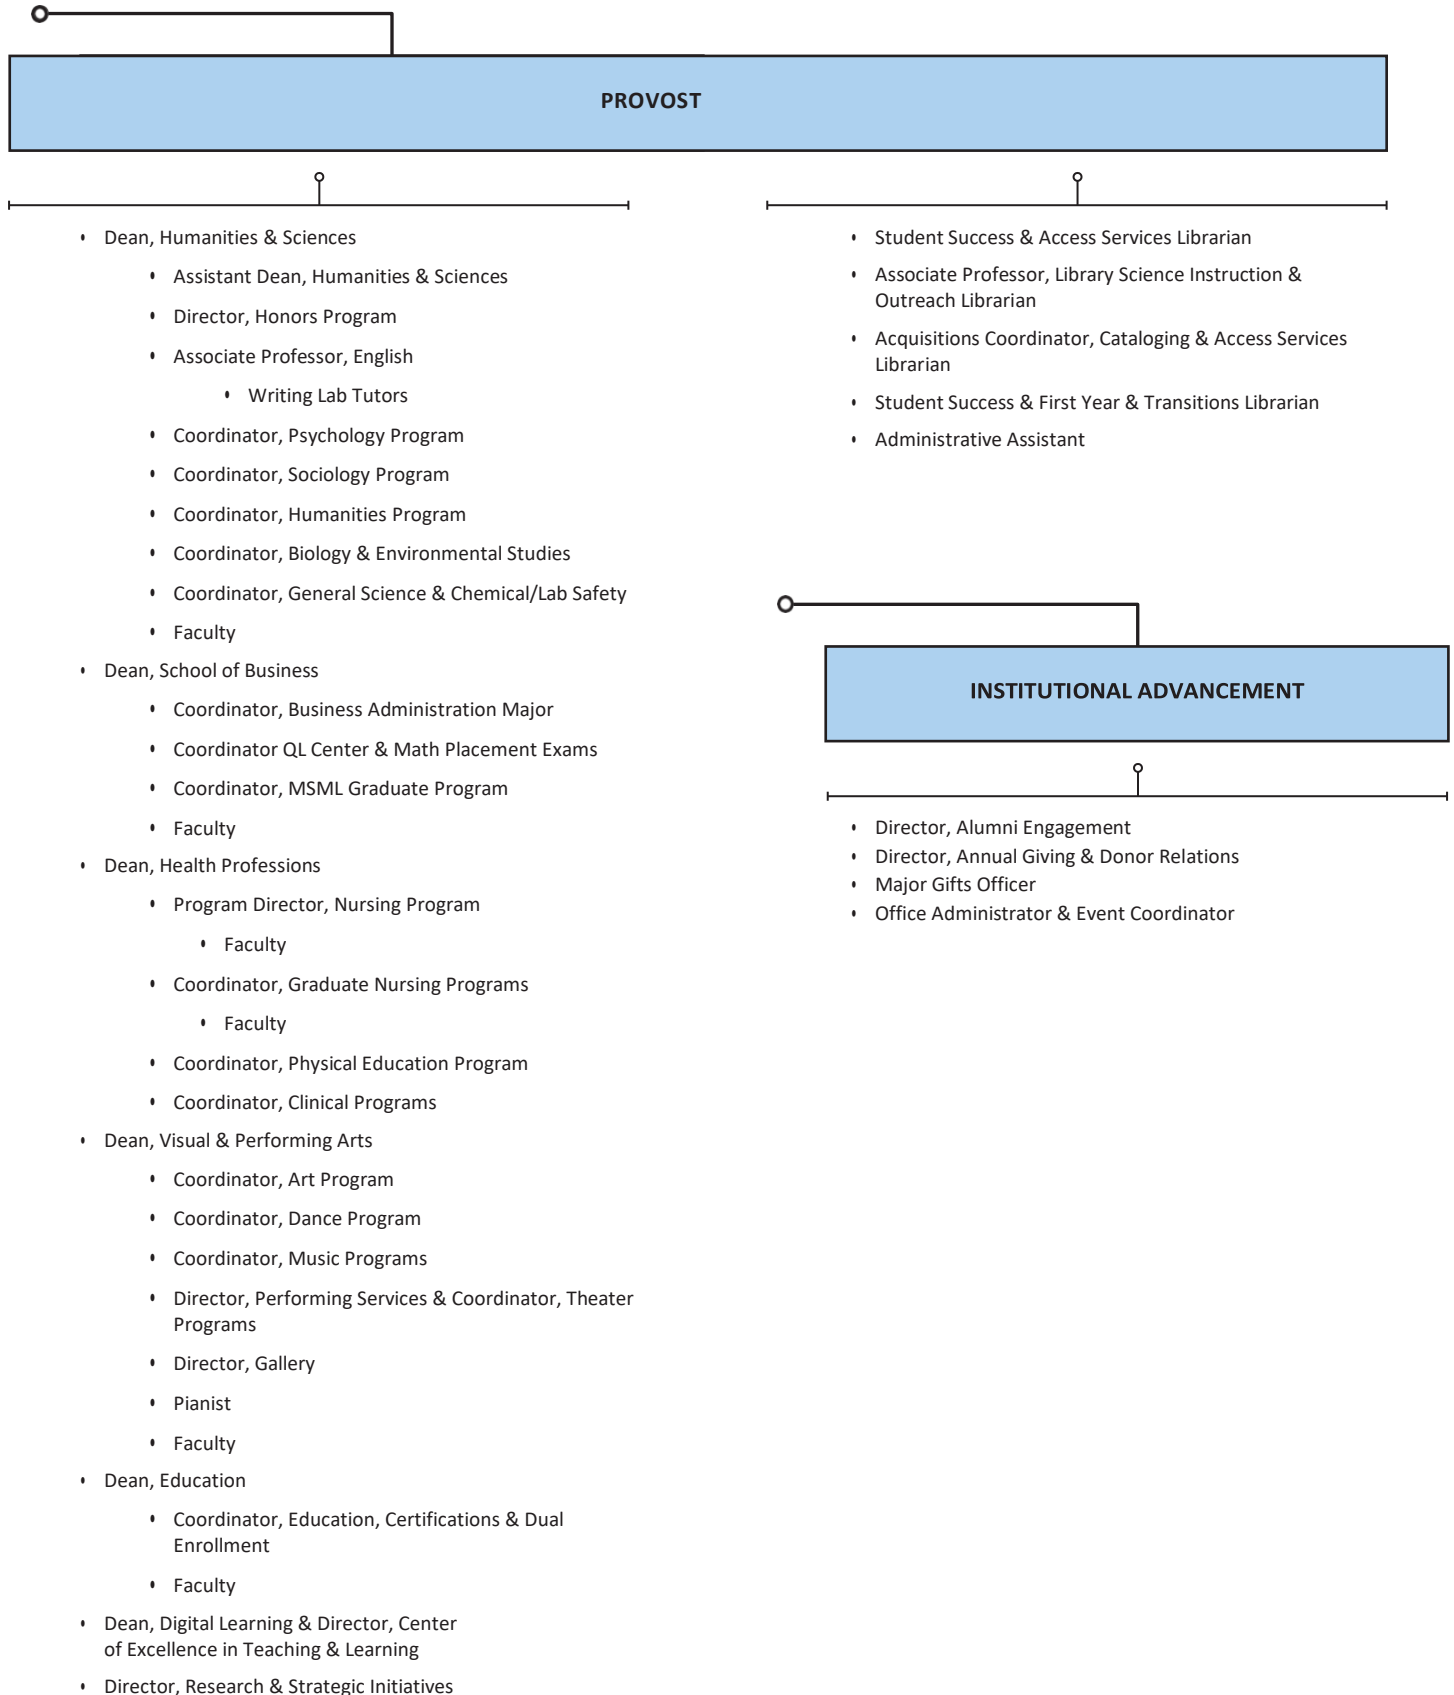 PROVOST
• Dean, Humanities & Sciences
• Assistant Dean, Humanities & Sciences
• Director, Honors Program
• Associate Professor, English
• Writing Lab Tutors
• Coordinator, Psychology Program
• Coordinator, Sociology Program
• Coordinator, Humanities Program
• Coordinator, Biology & Environmental Studies
• Coordinator, General Science & Chemical/Lab Safety
• Faculty
• Dean, School of Business
• Coordinator, Business Administration Major
• Coordinator QL Center & Math Placement Exams
• Coordinator, MSML Graduate Program
• Faculty
• Dean, Health Professions
• Program Director, Nursing Program
• Faculty
• Coordinator, Graduate Nursing Programs
• Faculty
• Coordinator, Physical Education Program
• Coordinator, Clinical Programs
• Dean, Visual & Performing Arts
• Coordinator, Art Program
• Coordinator, Dance Program
• Coordinator, Music Programs
• Director, Performing Services & Coordinator, Theater
Programs
• Director, Gallery
• Pianist
• Faculty
• Dean, Education
• Coordinator, Education, Certifications & Dual
Enrollment
• Faculty
• Dean, Digital Learning & Director, Center
of Excellence in Teaching & Learning
• Director, Research & Strategic Initiatives
• Student Success & Access Services Librarian
• Associate Professor, Library Science Instruction &
Outreach Librarian
• Acquisitions Coordinator, Cataloging & Access Services
Librarian
• Student Success & First Year & Transitions Librarian
• Administrative Assistant
INSTITUTIONAL ADVANCEMENT
• Director, Alumni Engagement
• Director, Annual Giving & Donor Relations
• Major Gifts Officer
• Office Administrator & Event Coordinator